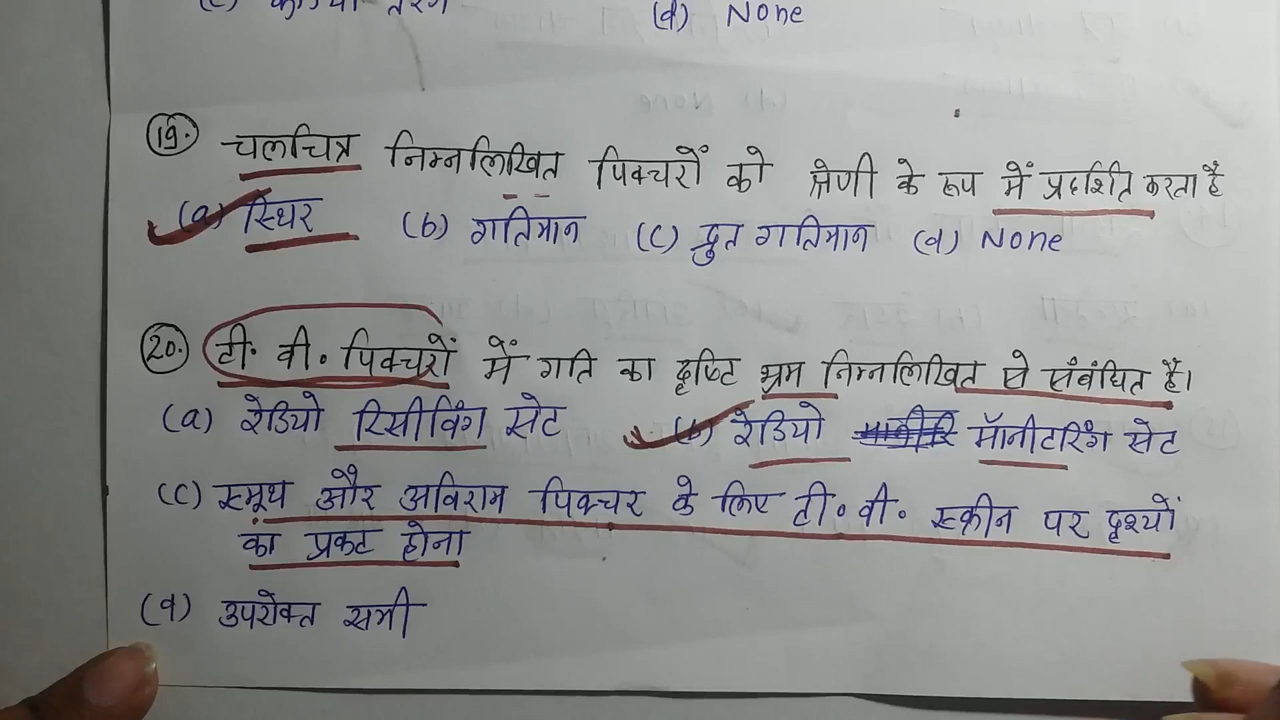 (d) None
19. चलचित्र निम्नलिखित पिक्चरों को श्रेणी के रूप में प्रदर्शित करता है
(a) स्थिर (b) गतिमान (c) द्रुत गतिमान (d) None
20. टी. वी. पिक्चरों में गति का दृष्टि भ्रम निम्नलिखित से संबंधित है।
(a) रेडियो रिसीविंग सेट (b) रेडियो मॉनीटरिंग सेट
(c) स्मूथ और अविराम पिक्चर के लिए टी. वी. स्क्रीन पर दृश्यों
का प्रकट होना
(d) उपरोक्त सभी